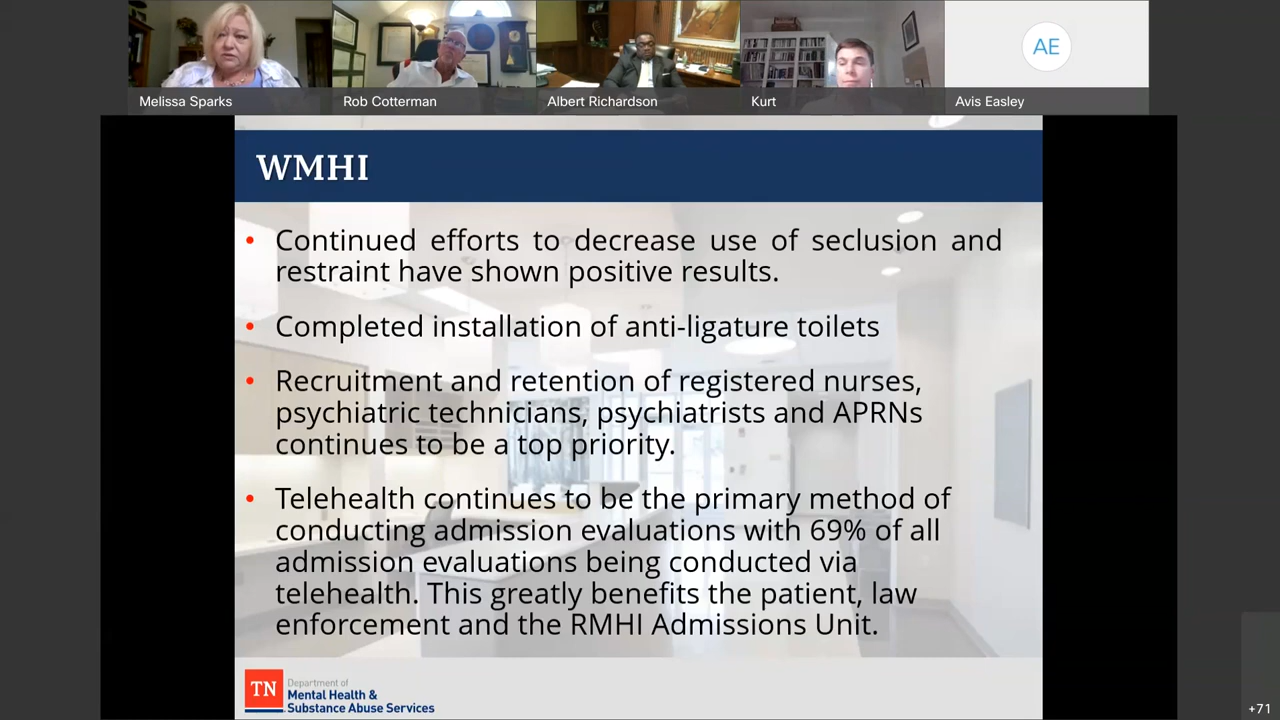 Melissa Sparks
Rob Cotterman
Albert Richardson
Kurt
AE
Avis Easley
WMHI
• Continued efforts to decrease use of seclusion and
restraint have shown positive results.
• Completed installation of anti-ligature toilets
• Recruitment and retention of registered nurses,
psychiatric technicians, psychiatrists and APRNs
continues to be a top priority.
• Telehealth continues to be the primary method of
conducting admission evaluations with 69% of all
admission evaluations being conducted via
telehealth. This greatly benefits the patient, law
enforcement and the RMHI Admissions Unit.
TN
Department of
Mental Health &
Substance Abuse Services
+71